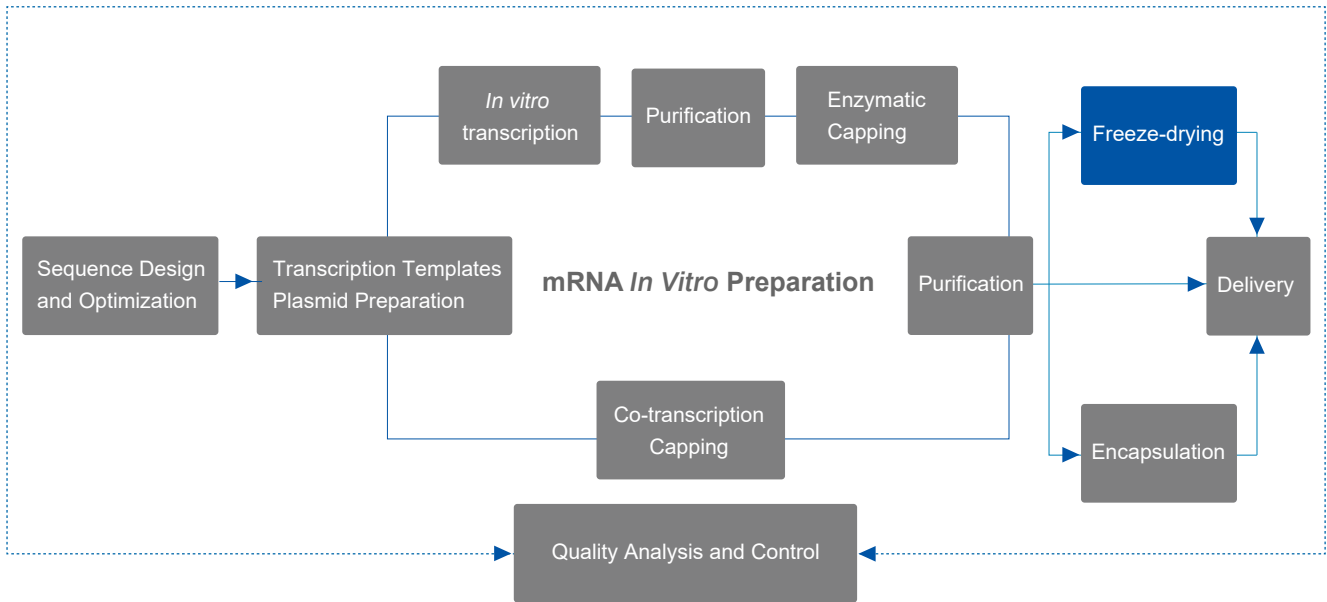 In vitro
transcription
Purification
Enzymatic
Capping
Freeze-drying
Sequence Design
and Optimization
Transcription Templates
Plasmid Preparation
mRNA In Vitro Preparation
Purification
Delivery
Co-transcription
Capping
Encapsulation
Quality Analysis and Control